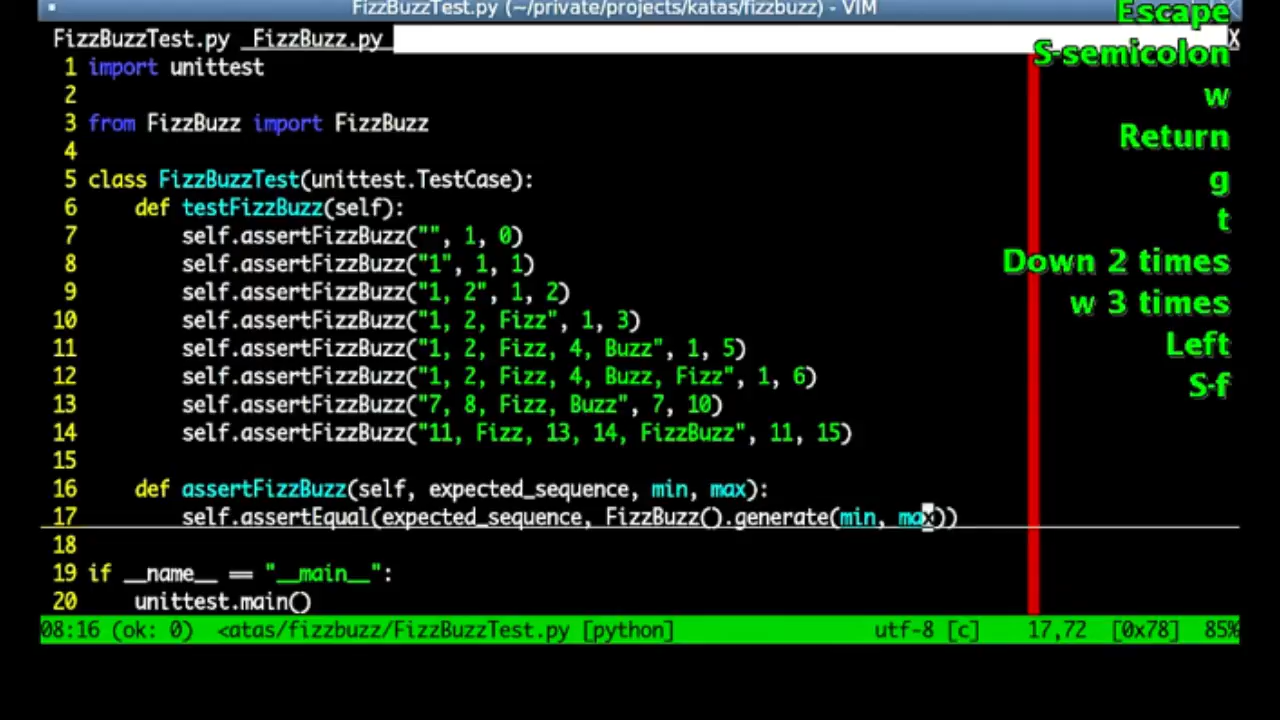 FizzBuzzTest.py (~/private/projects/katas/fizzbuzz) - VIM
FizzBuzzTest.py FizzBuzz.py X
1 import unittest
2
3 from FizzBuzz import FizzBuzz
4
5 class FizzBuzzTest(unittest.TestCase):
6 def testFizzBuzz(self):
7 self.assertFizzBuzz("", 1, 0)
8 self.assertFizzBuzz("1", 1, 1)
9 self.assertFizzBuzz("1, 2", 1, 2)
10 self.assertFizzBuzz("1, 2, Fizz", 1, 3)
11 self.assertFizzBuzz("1, 2, Fizz, 4, Buzz", 1, 5)
12 self.assertFizzBuzz("1, 2, Fizz, 4, Buzz, Fizz", 1, 6)
13 self.assertFizzBuzz("7, 8, Fizz, Buzz", 7, 10)
14 self.assertFizzBuzz("11, Fizz, 13, 14, FizzBuzz", 11, 15)
15
16 def assertFizzBuzz(self, expected_sequence, min, max):
17 self.assertEqual(expected_sequence, FizzBuzz().generate(min, max))
18
19 if __name__ == "__main__":
20 unittest.main()
08:16 (ok: 0) <atas/fizzbuzz/FizzBuzzTest.py [python] utf-8 [c] 17,72 [0x78] 85%
Escape
S-semicolon
w
Return
g
t
Down 2 times
w 3 times
Left
S-f